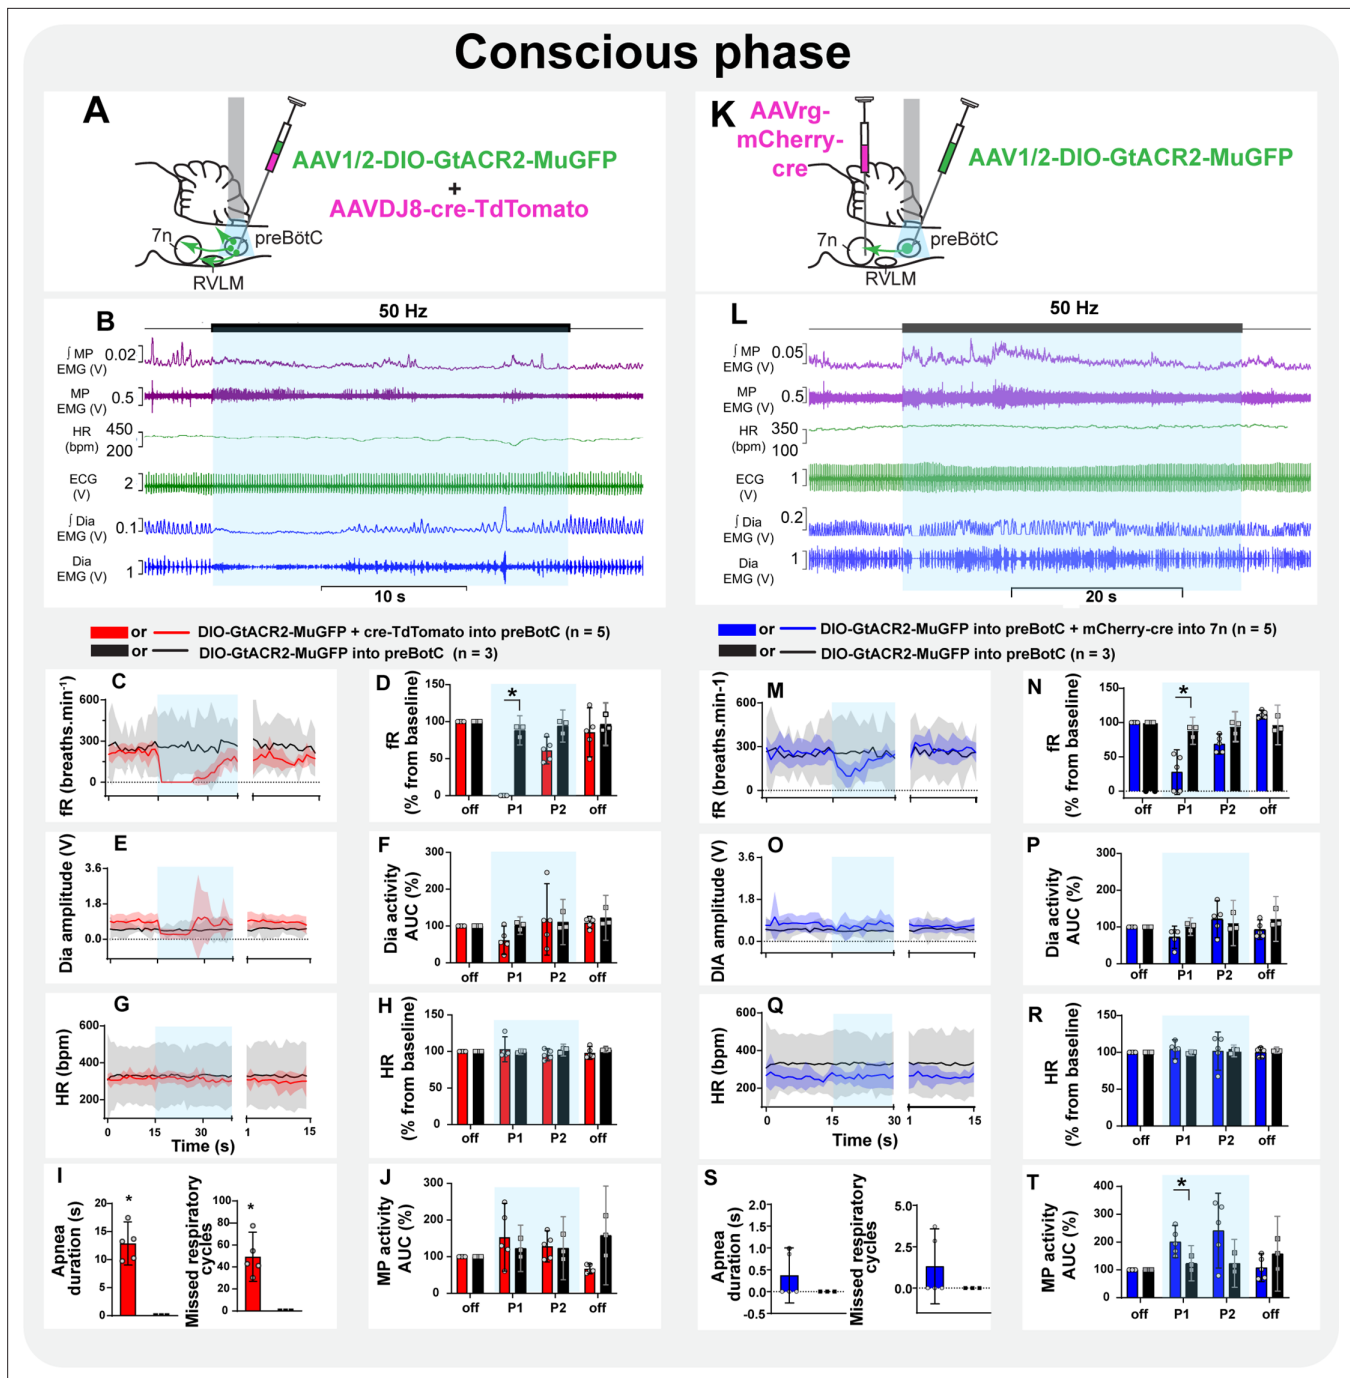 Conscious phase
A
AAV1/2-DIO-GtACR2-MuGFP
+
AAVDJ8-cre-TdTomato
7n
preBötC
RVLM
K
AAVrg-
mCherry-
cre
AAV1/2-DIO-GtACR2-MuGFP
7n
preBötC
RVLM
B
50 Hz
∫ MP
EMG (V)
0.02
MP
EMG (V)
0.5
HR
(bpm)
450
200
ECG
(V)
2
∫ Dia
EMG (V)
0.1
Dia
EMG (V)
1
10 s
L
50 Hz
∫ MP
EMG (V)
0.05
MP
EMG (V)
0.5
HR
(bpm)
350
100
ECG
(V)
1
∫ Dia
EMG (V)
0.2
Dia
EMG (V)
1
20 s
or DIO-GtACR2-MuGFP + cre-TdTomato into preBotC (n = 5)
or DIO-GtACR2-MuGFP into preBotC (n = 3)
or DIO-GtACR2-MuGFP into preBotC + mCherry-cre into 7n (n = 5)
or DIO-GtACR2-MuGFP into preBotC (n = 3)
C
fR (breaths.min-1)
600
300
0
D
fR
(% from baseline)
150
100
50
0
*
off P1 P2 off
E
Dia amplitude (V)
3.6
1.8
0.0
F
Dia activity
AUC (%)
300
200
100
0
off P1 P2 off
G
HR (bpm)
600
400
200
0 15 30 1 15
Time (s)
H
HR
(% from baseline)
150
100
50
0
off P1 P2 off
I
Apnea
duration (s)
20
15
10
5
0
*
Missed respiratory
cycles
100
80
60
40
20
0
*
J
MP activity
AUC (%)
300
200
150
100
0
off P1 P2 off
M
fR (breaths.min-1)
600
300
0
N
fR
(% from baseline)
150
100
50
0
*
off P1 P2 off
O
DIA amplitude (V)
3.6
1.8
0.0
P
Dia activity
AUC (%)
300
200
100
0
off P1 P2 off
Q
HR (bpm)
600
400
200
0 15 30 1 15
Time (s)
R
HR
(% from baseline)
150
100
50
0
off P1 P2 off
S
Apnea
duration (s)
2.0
1.5
1.0
0.5
0.0
-0.5
Missed respiratory
cycles
5.0
2.5
0.0
T
MP activity
AUC (%)
400
300
200
100
0
*
off P1 P2 off